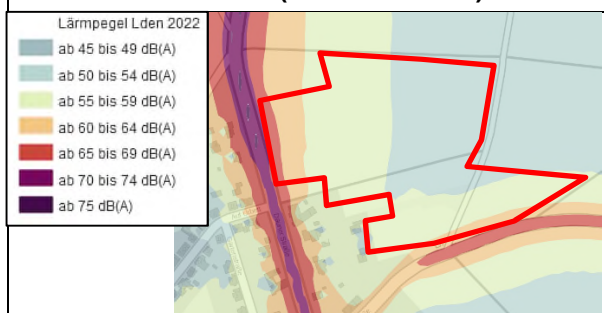 Lärmpegel Lden 2022
ab 45 bis 49 dB(A)
ab 50 bis 54 dB(A)
ab 55 bis 59 dB(A)
ab 60 bis 64 dB(A)
ab 65 bis 69 dB(A)
ab 70 bis 74 dB(A)
ab 75 dB(A)